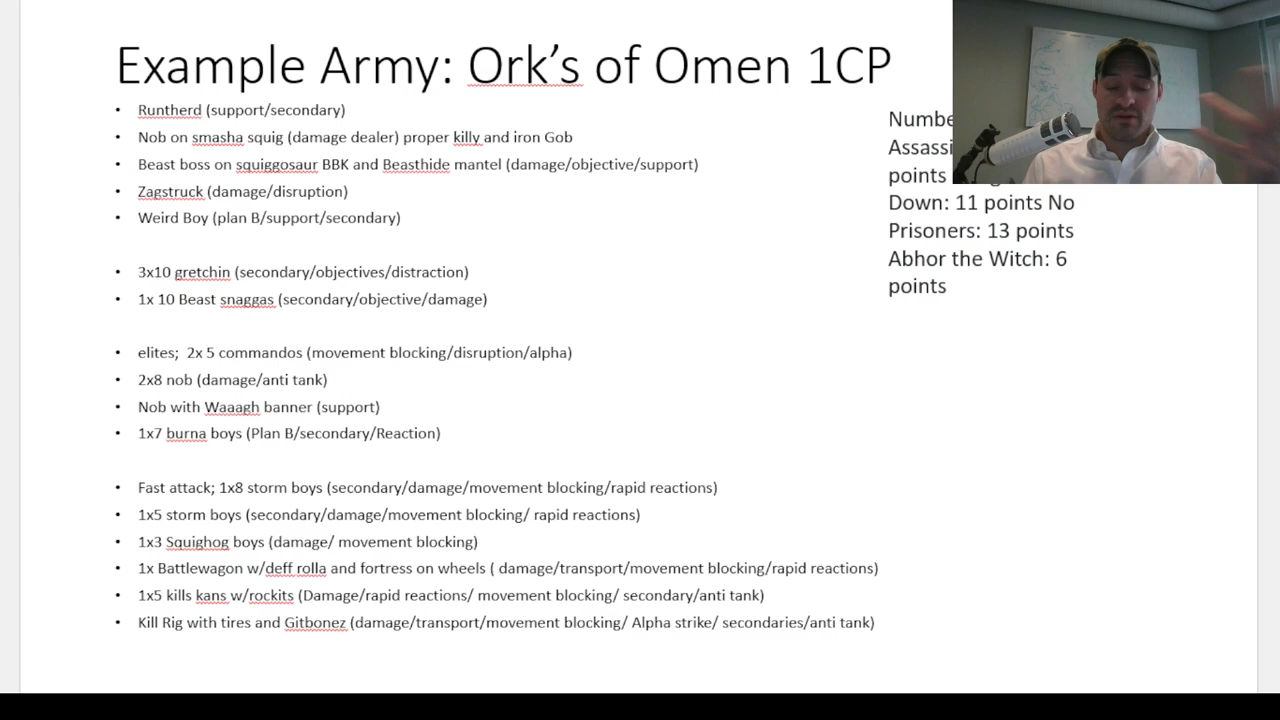 Example Army: Ork's of Omen 1CP
• Runtherd (support/secondary)
• Nob on smasha squig (damage dealer) proper killy and iron Gob
• Beast boss on squiggosaur BBK and Beasthide mantel (damage/objective/support)
• Zagstruck (damage/disruption)
• Weird Boy (plan B/support/secondary)
• 3x10 gretchin (secondary/objectives/distraction)
• 1x 10 Beast snaggas (secondary/objective/damage)
• elites;  2x 5 commandos (movement blocking/disruption/alpha)
• 2x8 nob (damage/anti tank)
• Nob with Waaagh banner (support)
• 1x7 burna boys (Plan B/secondary/Reaction)
• Fast attack; 1x8 storm boys (secondary/damage/movement blocking/rapid reactions)
• 1x5 storm boys (secondary/damage/movement blocking/ rapid reactions)
• 1x3 Squighog boys (damage/ movement blocking)
• 1x Battlewagon w/deff rolla and fortress on wheels ( damage/transport/movement blocking/rapid reactions)
• 1x5 kills kans w/rockits (Damage/rapid reactions/ movement blocking/ secondary/anti tank)
• Kill Rig with tires and Gitbonez (damage/transport/movement blocking/ Alpha strike/ secondaries/anti tank)
Numbe
Assassi
points
Down: 11 points No
Prisoners: 13 points
Abhor the Witch: 6
points